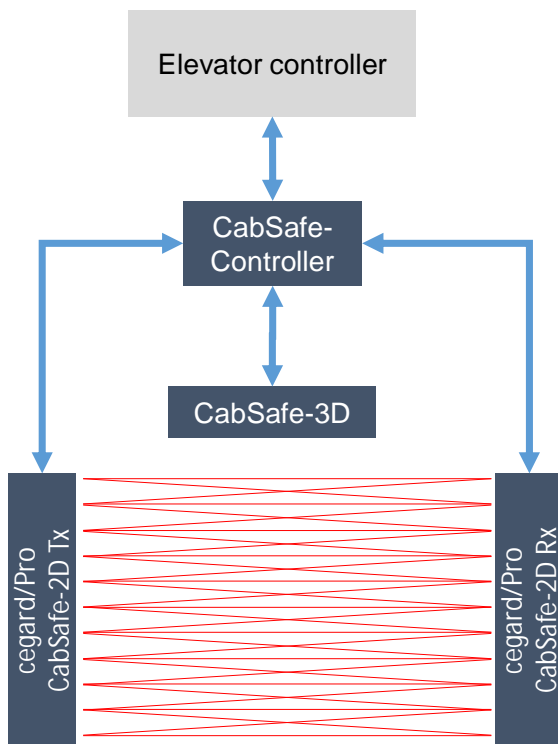 Elevator controller
CabSafe-
Controller
CabSafe-3D
cegard/Pro
CabSafe-2D Tx
cegard/Pro
CabSafe-2D Rx